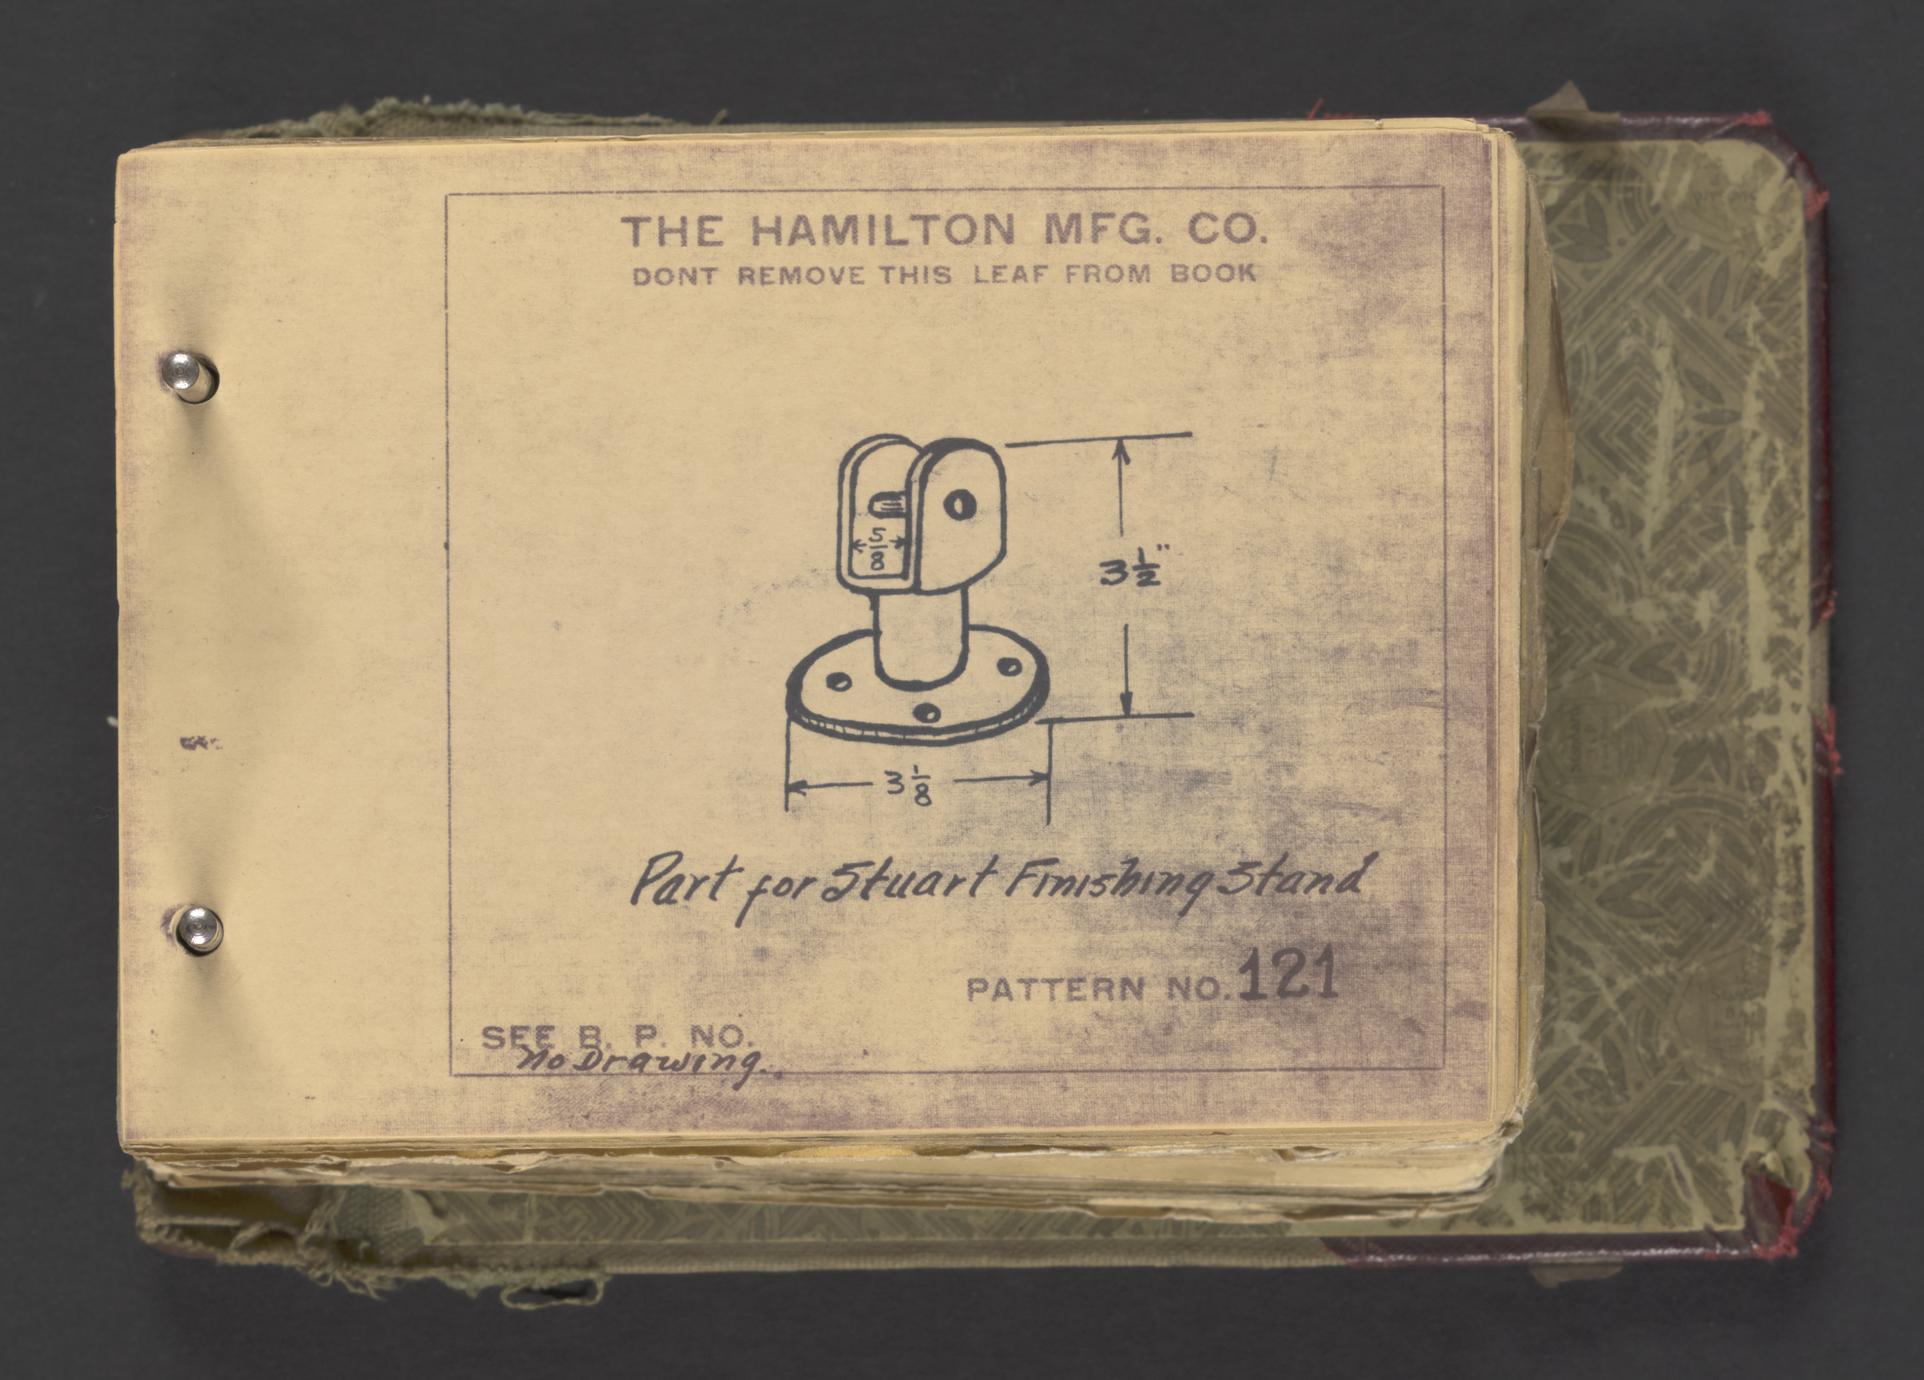 THE HAMILTON MFG. CO.
DONT REMOVE THIS LEAF FROM BOOK
5/8
3 1/2"
3 1/8
Part for Stuart Finishing Stand
PATTERN NO. 121
SEE B. P. NO.
No Drawing.